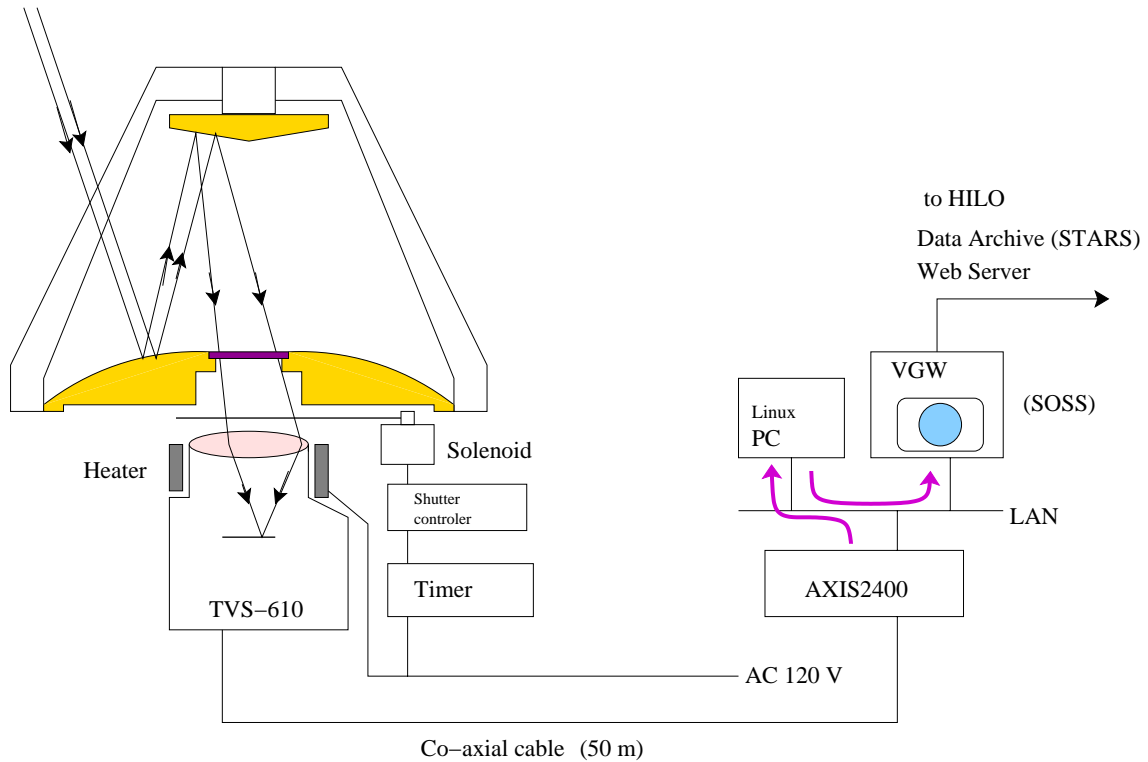 to HILO
Data Archive (STARS)
Web Server
VGW
(SOSS)
Linux
PC
Solenoid
Heater
Shutter
controler
LAN
Timer
AXIS2400
TVS−610
AC 120 V
Co−axial cable (50 m)